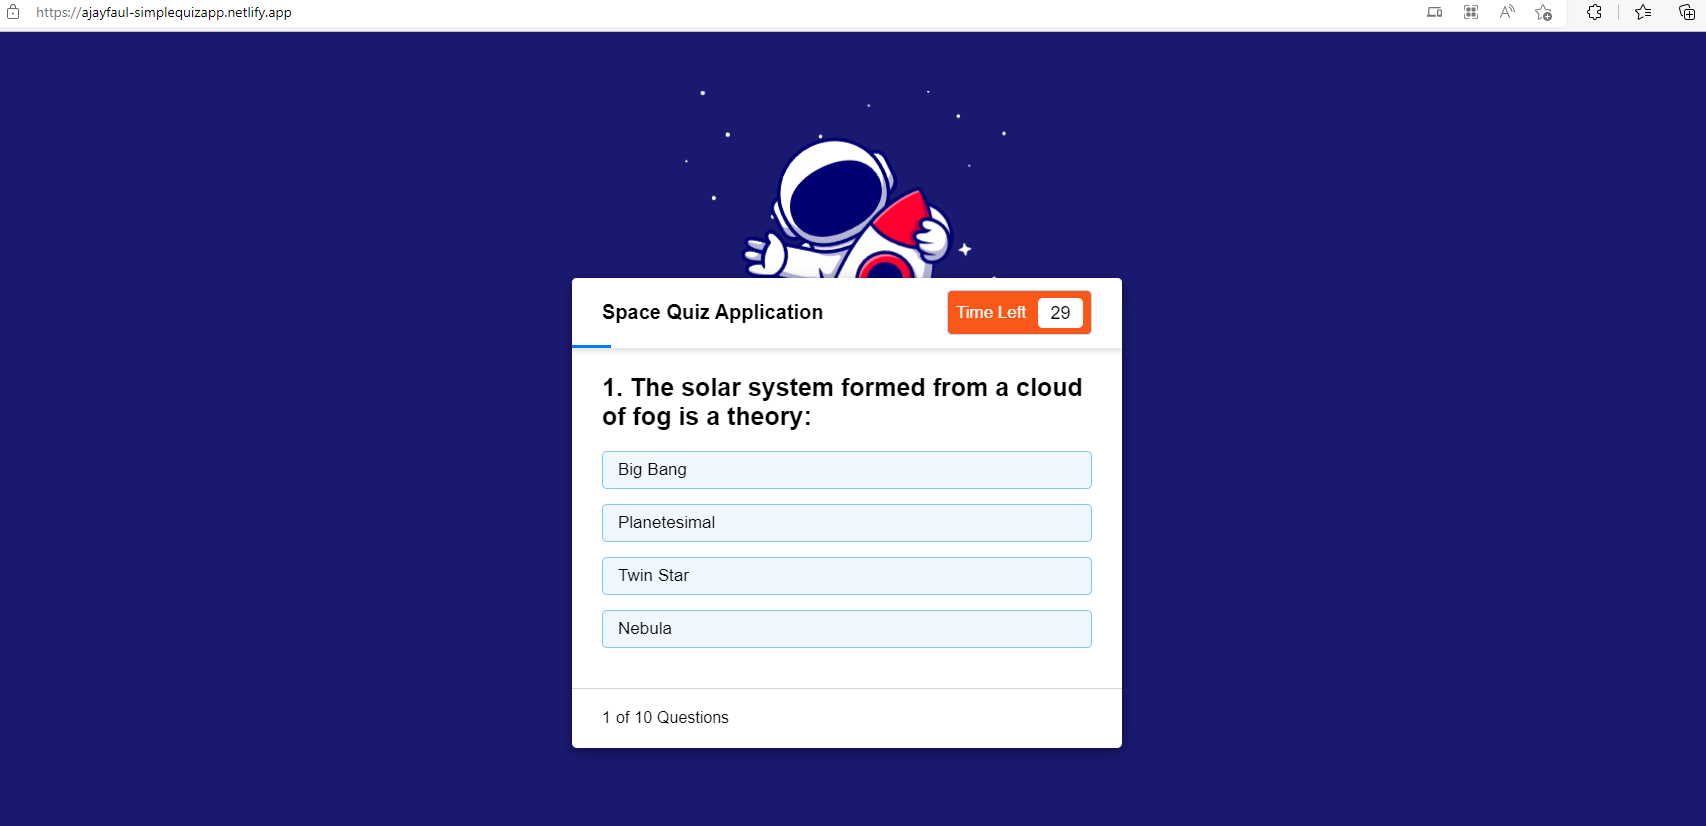 https://ajayfaul-simplequizapp.netlify.app
Space Quiz Application
Time Left 29
1. The solar system formed from a cloud
of fog is a theory:
Big Bang
Planetesimal
Twin Star
Nebula
1 of 10 Questions